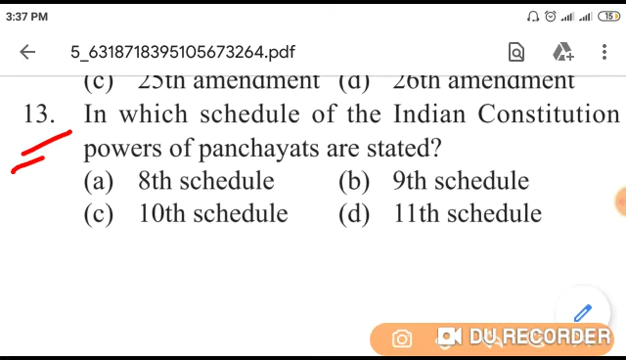 3:37 PM
15
5_6318718395105673264.pdf
(c) 25th amendment (d) 26th amendment
13. In which schedule of the Indian Constitution
powers of panchayats are stated?
(a) 8th schedule (b) 9th schedule
(c) 10th schedule (d) 11th schedule
DU RECORDER